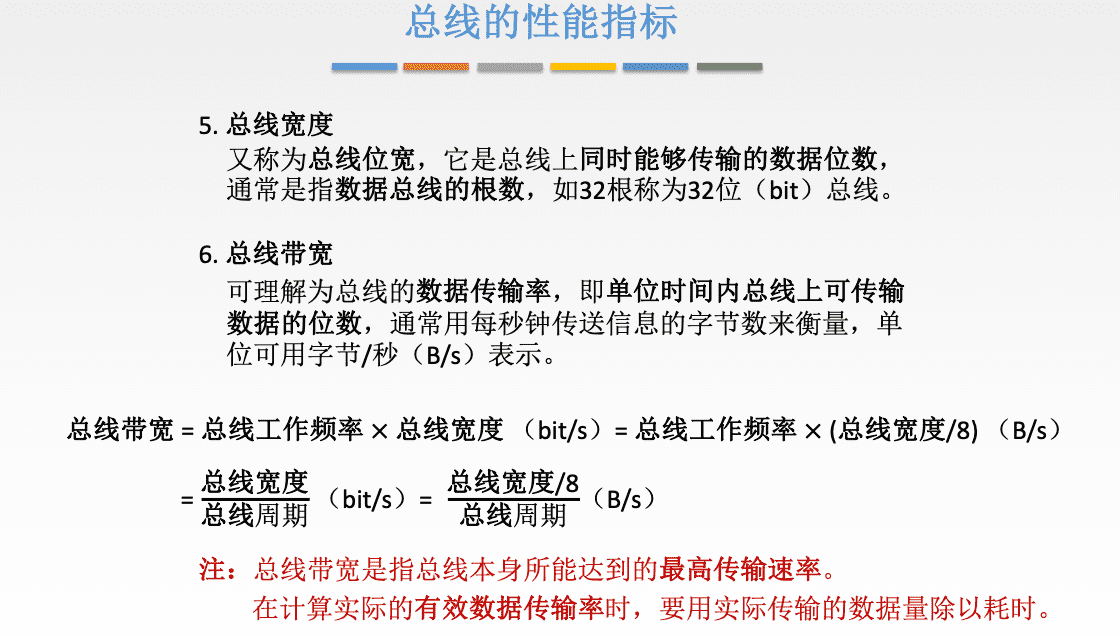 总线的性能指标
5. 总线宽度
又称为总线位宽，它是总线上同时能够传输的数据位数，
通常是指数据总线的根数，如32根称为32位（bit）总线。
6. 总线带宽
可理解为总线的数据传输率，即单位时间内总线上可传输
数据的位数，通常用每秒钟传送信息的字节数来衡量，单
位可用字节/秒（B/s）表示。
总线带宽 = 总线工作频率 × 总线宽度 （bit/s）= 总线工作频率 × (总线宽度/8) （B/s）
= 总线宽度/总线周期 （bit/s）= 总线宽度/8/总线周期 （B/s）
注：总线带宽是指总线本身所能达到的最高传输速率。
在计算实际的有效数据传输率时，要用实际传输的数据量除以耗时。